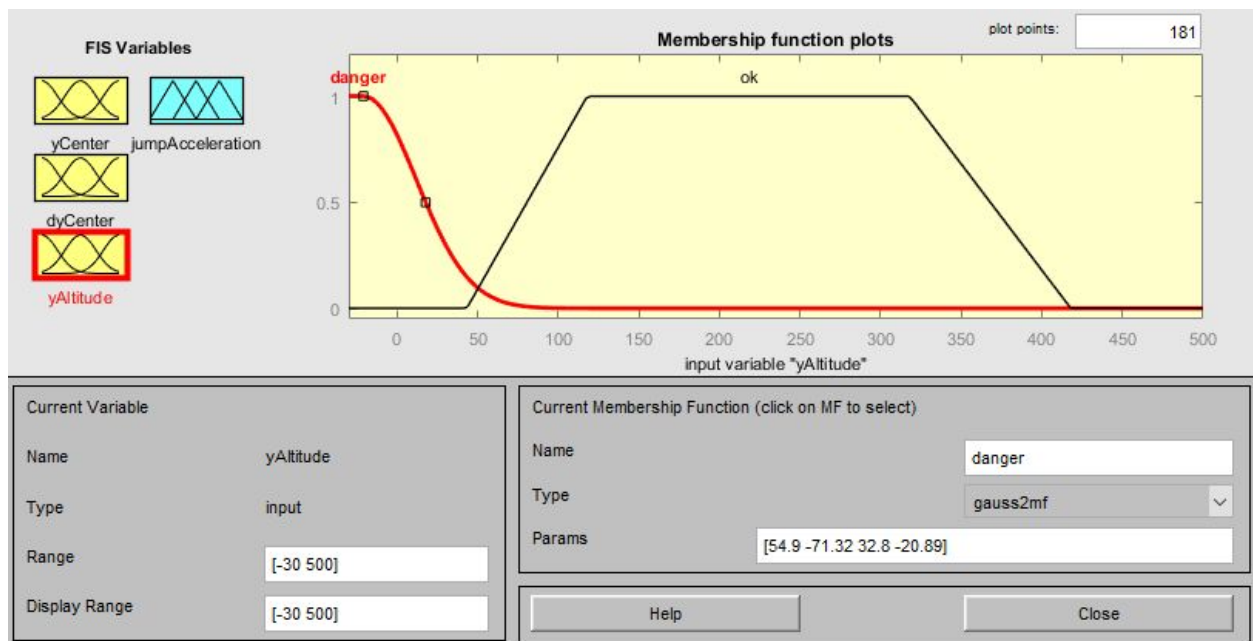 FIS Variables
yCenter
jumpAcceleration
dyCenter
yAltitude
Membership function plots
plot points:
181
danger
ok
1
0.5
0
0 50 100 150 200 250 300 350 400 450 500
input variable "yAltitude"
Current Variable
Name yAltitude
Type input
Range [-30 500]
Display Range [-30 500]
Current Membership Function (click on MF to select)
Name danger
Type gauss2mf
Params [54.9 -71.32 32.8 -20.89]
Help Close